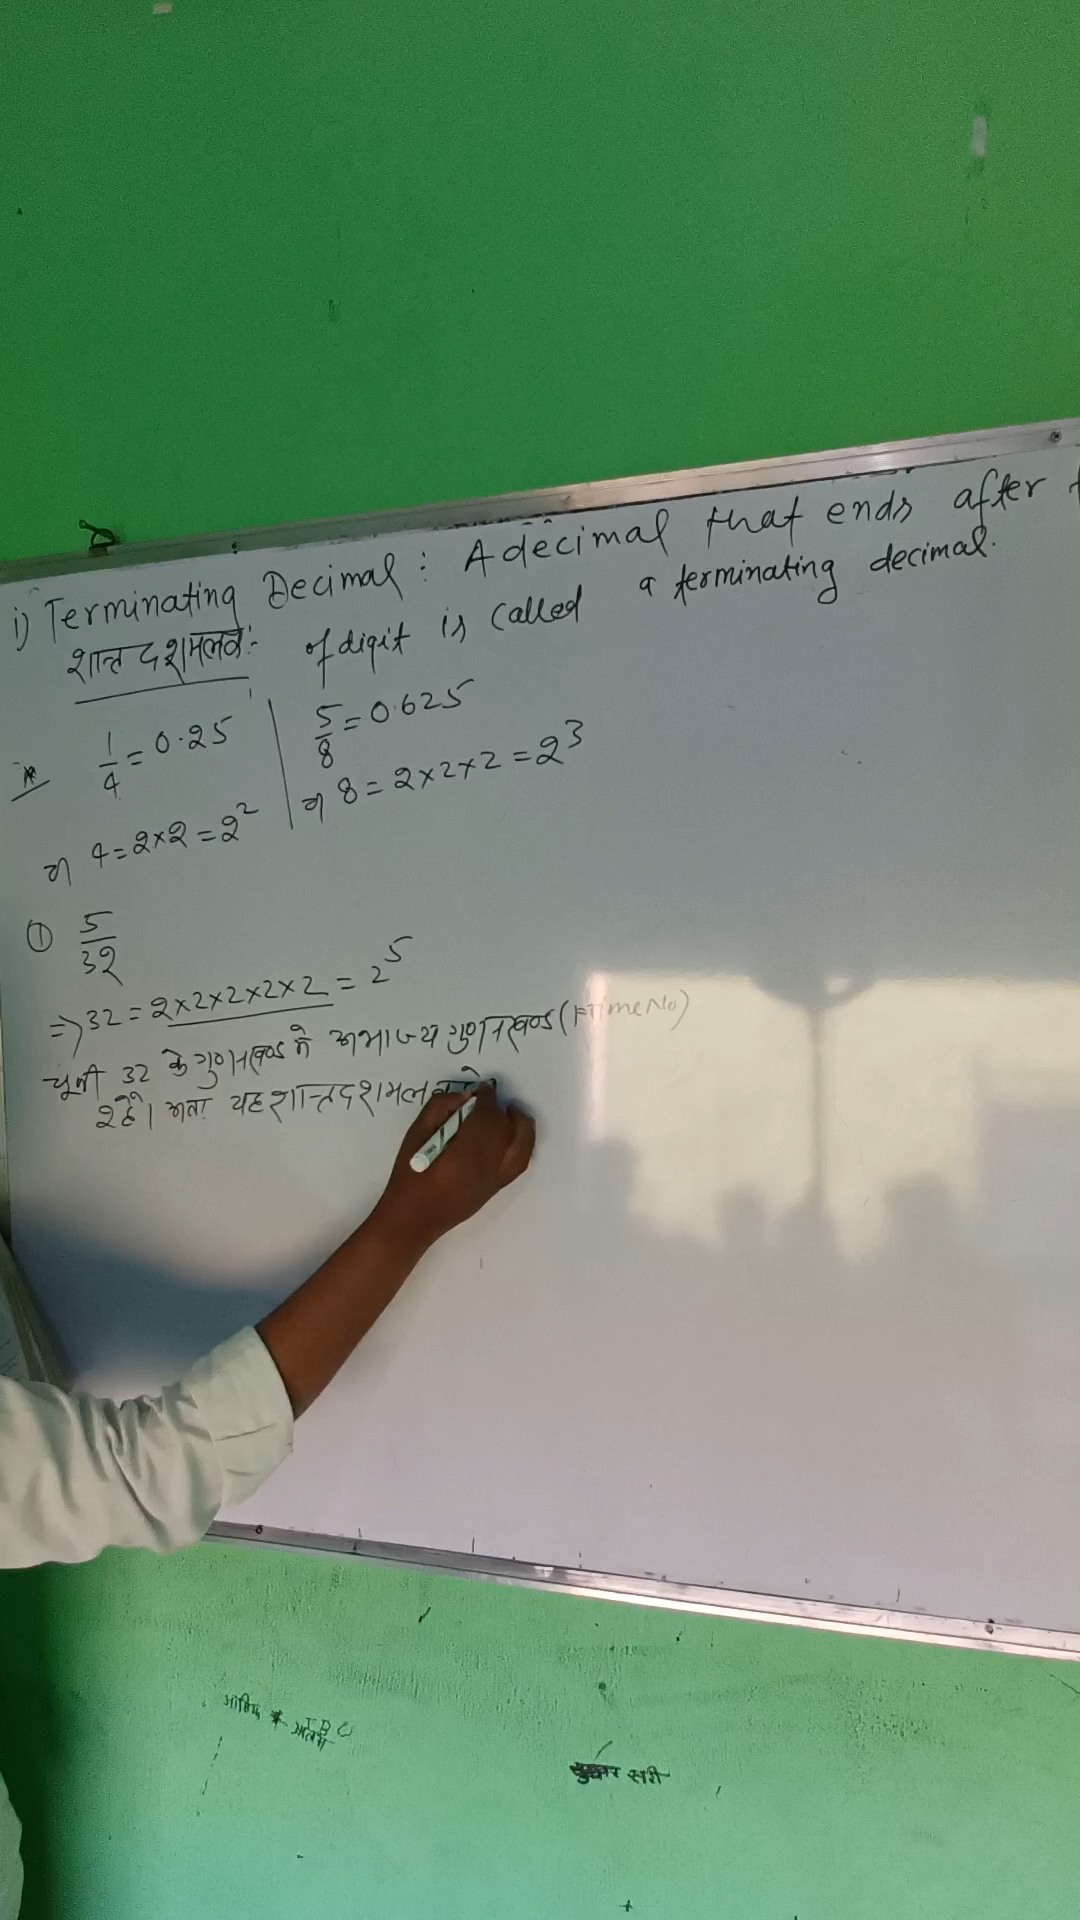 i) Terminating Decimal : A decimal that ends after
शान्त दशमलव :- of digit is called a terminating decimal.
1/4 = 0.25 | 5/8 = 0.625
4 = 2×2 = 2² | 8 = 2×2×2 = 2³
① 5/32
=> 32 = 2×2×2×2×2 = 2⁵
चूकी 32 के गुणनखण्ड में अभाज्य गुणनखण्ड (Prime No)
2 है। अतः यह शान्त दशमलव
सरी